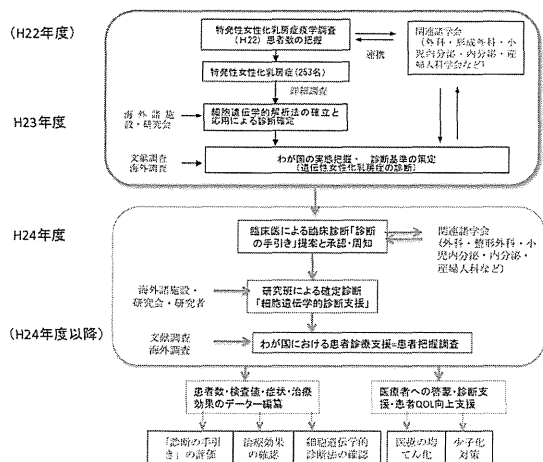 (H22年度)
特発性女性化乳房症疫学調査
(H22)患者数の把握
連携
関連諸学会
(外科・形成外科・小
児内分泌・内分泌・産
婦人科学会など)
特発性女性化乳房症(253名)
詳細調査
H23年度
海外諸施
設・研究会
細胞遺伝学的解析法の確立と
応用による診断確定
文献調査
海外調査
わが国の実態把握・ 診断基準の策定
(遺伝性女性化乳房症の診断)
H24年度
臨床医による臨床診断「診断
の手引き」提案と承認・周知
関連諸学会
(外科・整形外科・小
児内分泌・内分泌・
産婦人科など)
海外諸施設・
研究会・研究者
研究班による確定診断
「細胞遺伝学的診断支援」
(H24年度以降)
文献調査
海外調査
わが国における患者診療支援=患者把握調査
患者数・検査値・症状・治療
効果のデーター編纂
医療者への啓蒙・診断支
援・患者QOL向上支援
「診断の手引
き」の評価
治療効果
の確認
細胞遺伝学的
診断法の確認
医療の均
てん化
少子化
対策